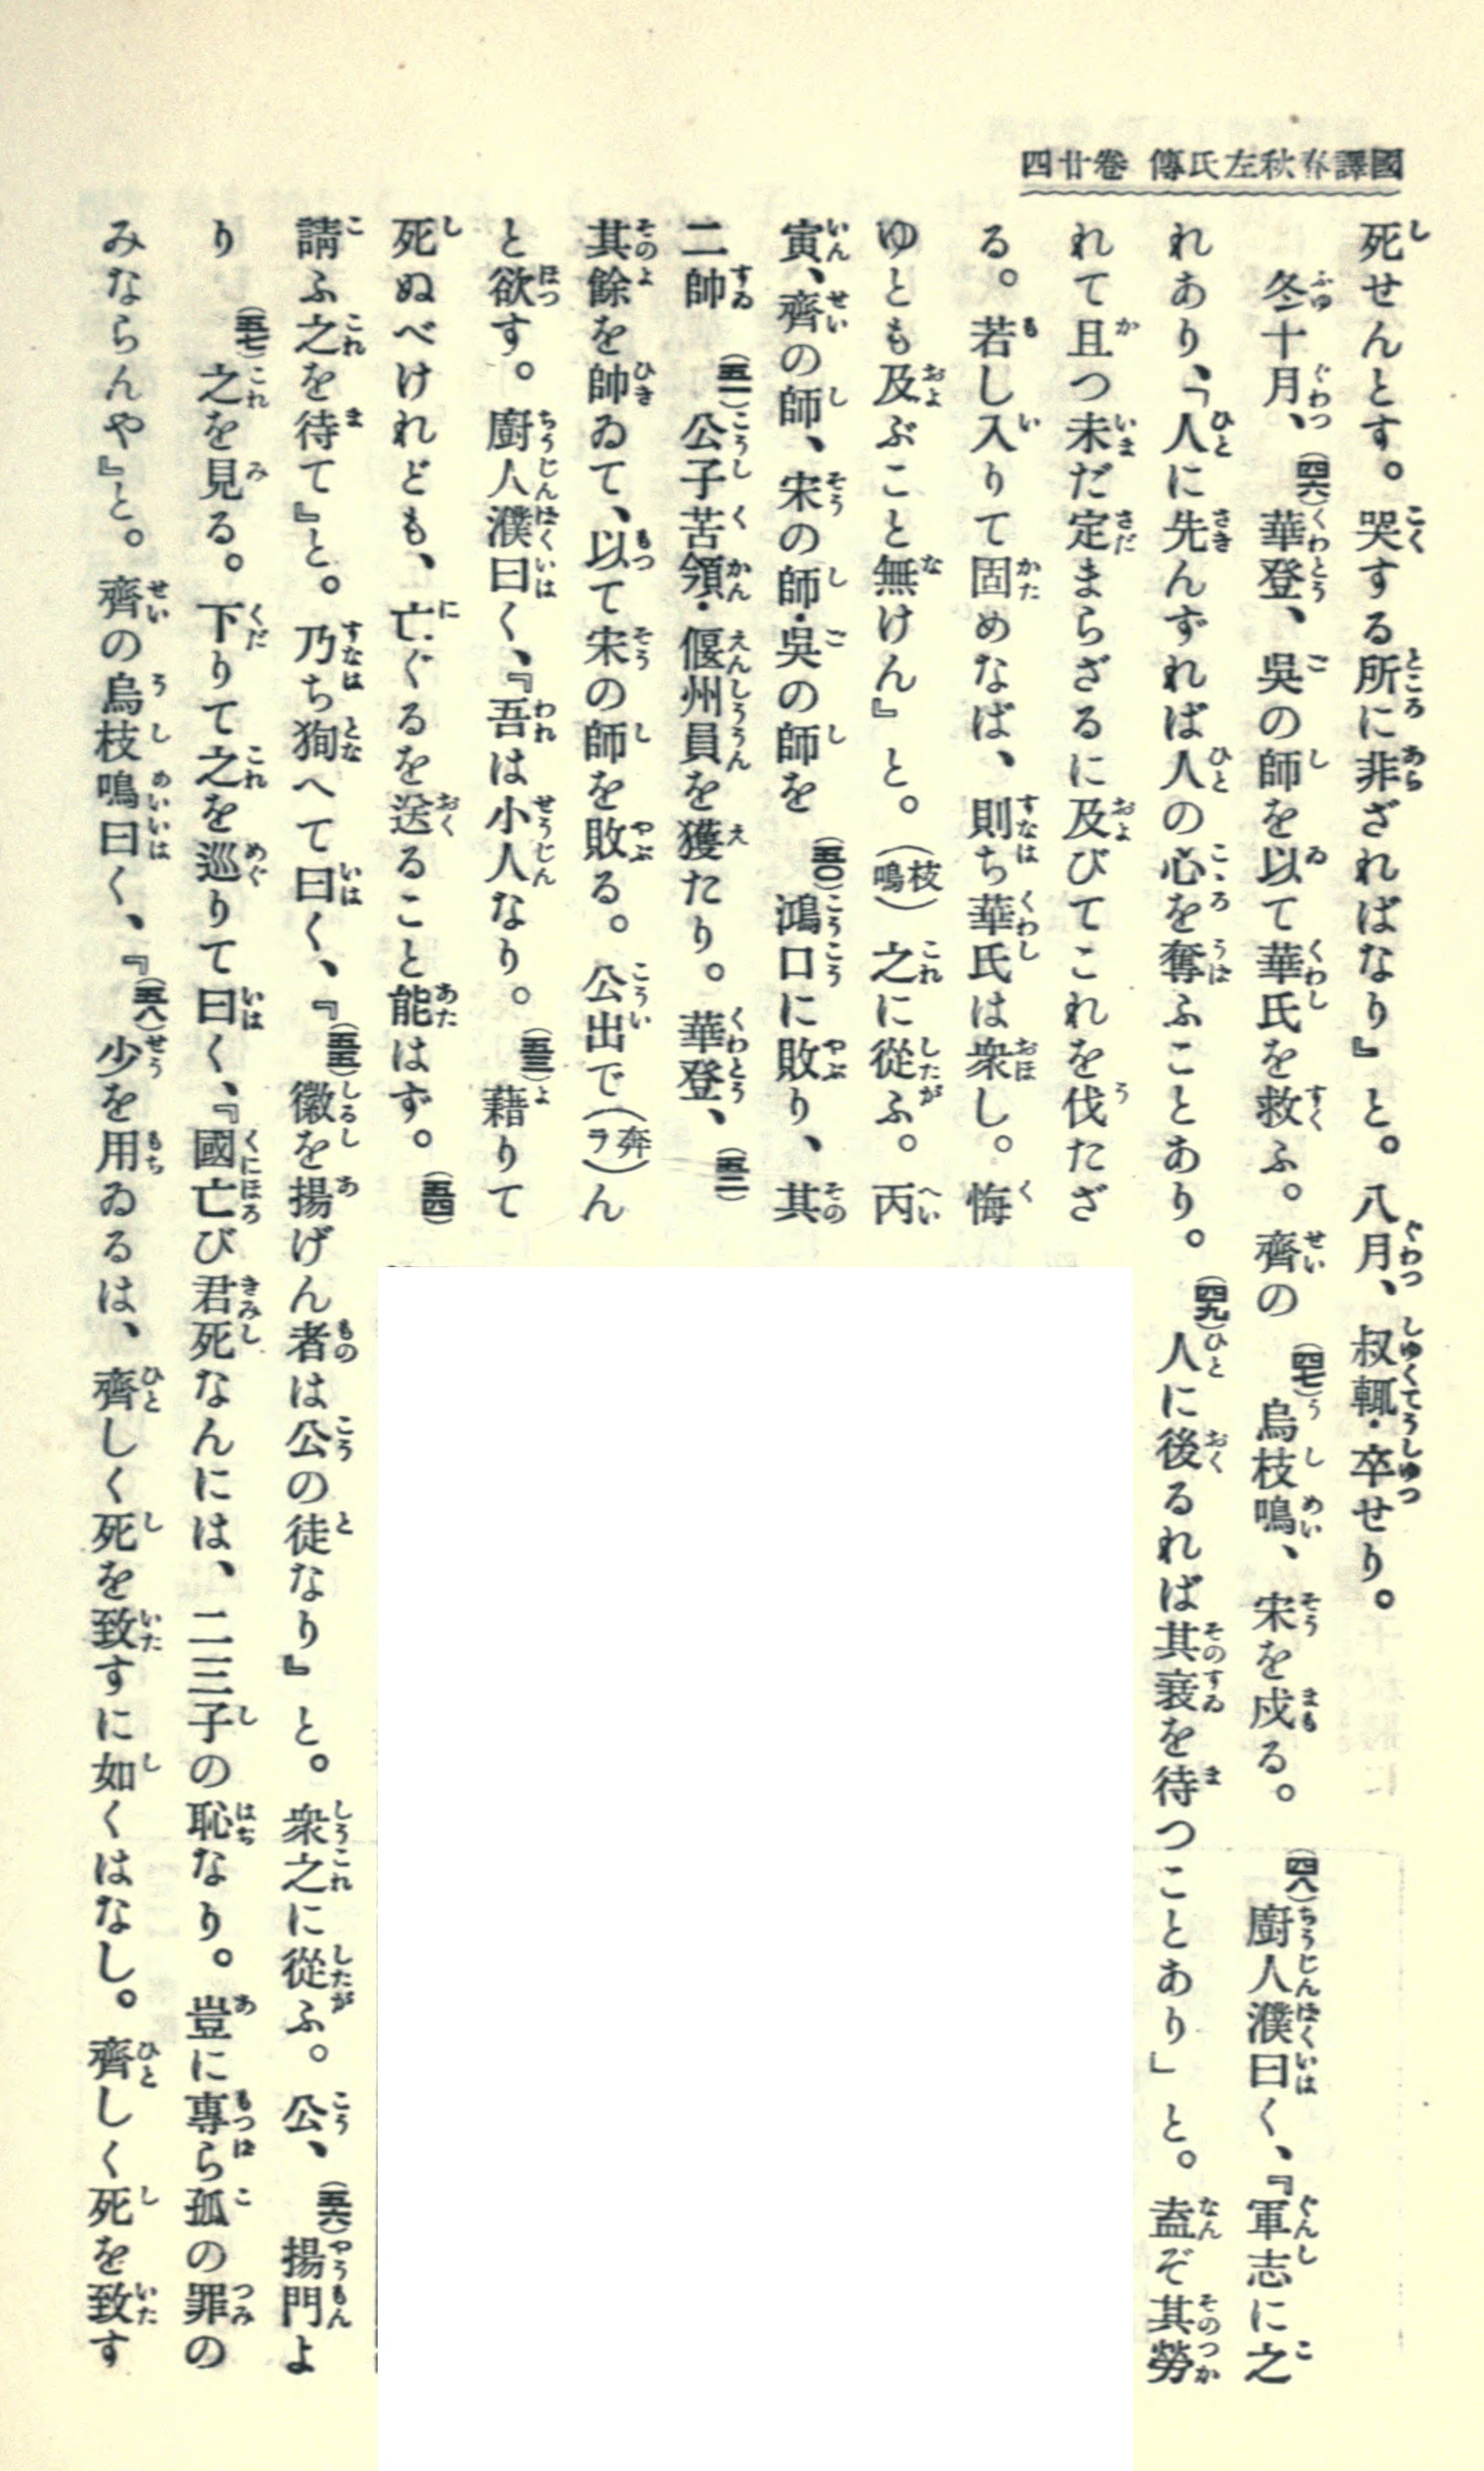 國譯春秋左氏傳 卷廿四
死せんとす。哭する所に非ざればなり』と。八月、叔輒・卒せり。
冬十月、(四六)華登、吳の師を以て華氏を救ふ。齊の(四七)烏枝鳴、宋を戍る。(四八)廚人濮曰く、『軍志に之
れあり、「人に先んずれば人の心を奪ふことあり。(四九)人に後るれば其衰を待つことあり」と。盍ぞ其勞
れて且つ未だ定まらざるに及びてこれを伐たざ
る。若し入りて固めなば、則ち華氏は衆し。悔
ゆとも及ぶこと無けん』と。(枝鳴)之に從ふ。丙
寅、齊の師、宋の師・吳の師を(五〇)鴻口に敗り、其
二帥(五一)公子苦頷・偃州員を獲たり。華登、(五二)
其餘を帥ゐて、以て宋の師を敗る。公出で(奔ラ)ん
と欲す。廚人濮曰く、『吾は小人なり。(五三)藉りて
死ぬべけれども、亡ぐるを送ること能はず。(五四)
請ふ之を待て』と。乃ち狥へて曰く、『(五五)徽を揚げん者は公の徒なり』と。衆之に從ふ。公、(五六)揚門よ
り(五七)之を見る。下りて之を巡りて曰く、『國亡び君死なんには、二三子の恥なり。豈に專ら孤の罪の
みならんや』と。齊の烏枝鳴曰く、『(五八)少を用ゐるは、齊しく死を致すに如くはなし。齊しく死を致す